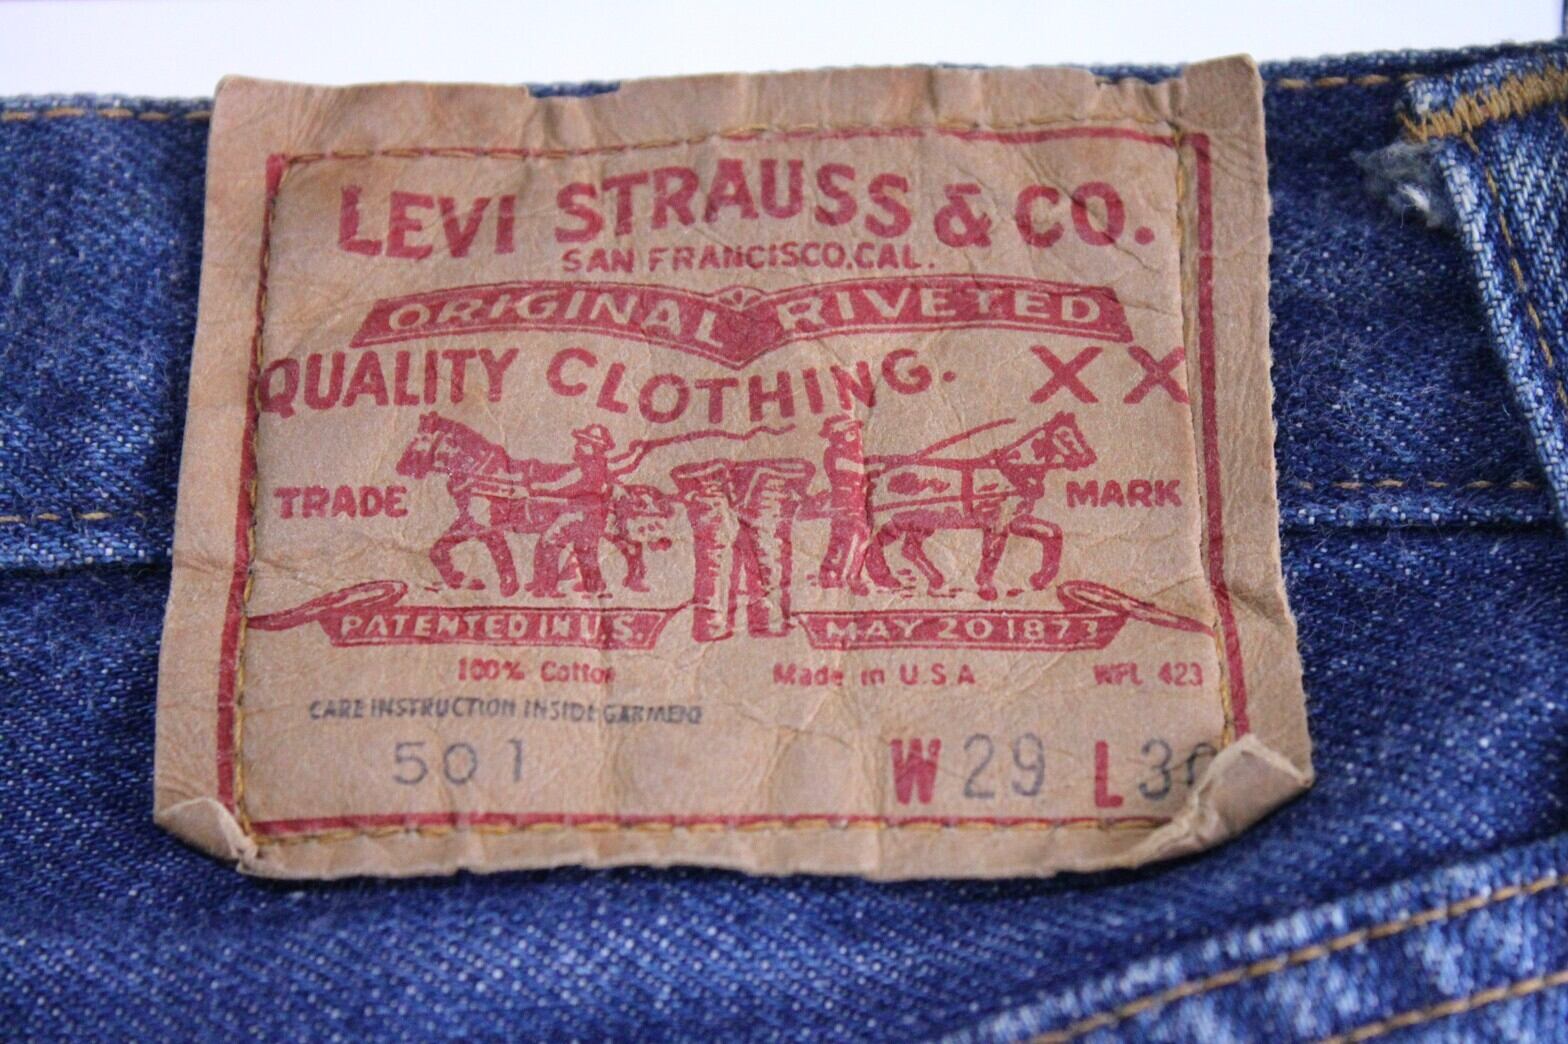 LEVI STRAUSS & CO.
SAN FRANCISCO, CAL.
ORIGINAL RIVETED
QUALITY CLOTHING. X X
TRADE MARK
PATENTED IN U.S. MAY 20 1873
100% Cotton Made in U.S.A WPL 423
CARE INSTRUCTION INSIDE GARMENT
501 W 29 L